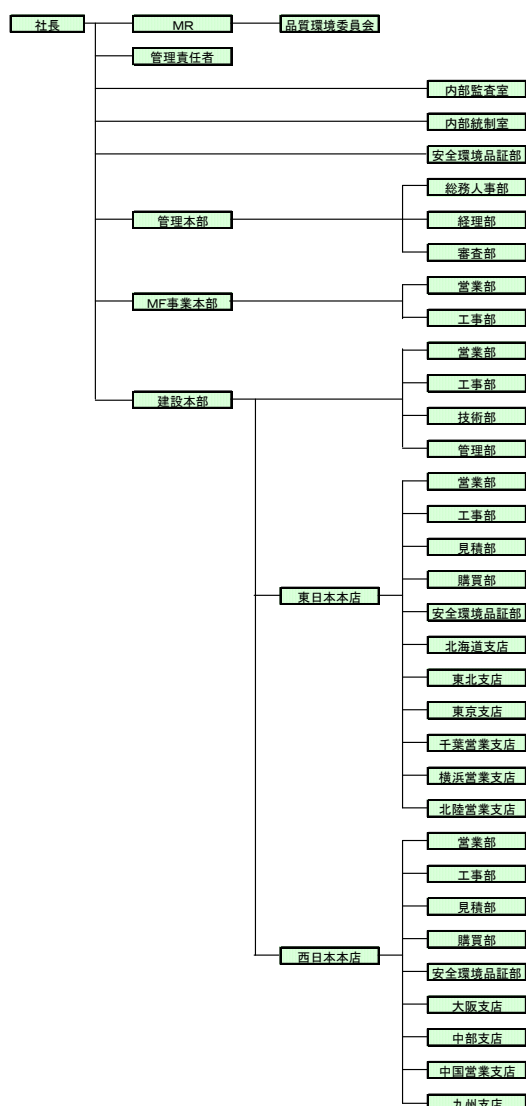 社長
MR
品質環境委員会
管理責任者
内部監査室
内部統制室
安全環境品証部
管理本部
総務人事部
経理部
審査部
MF事業本部
営業部
工事部
建設本部
営業部
工事部
技術部
管理部
東日本本店
営業部
工事部
見積部
購買部
安全環境品証部
北海道支店
東北支店
東京支店
千葉営業支店
横浜営業支店
北陸営業支店
西日本本店
営業部
工事部
見積部
購買部
安全環境品証部
大阪支店
中部支店
中国営業支店
九州支店